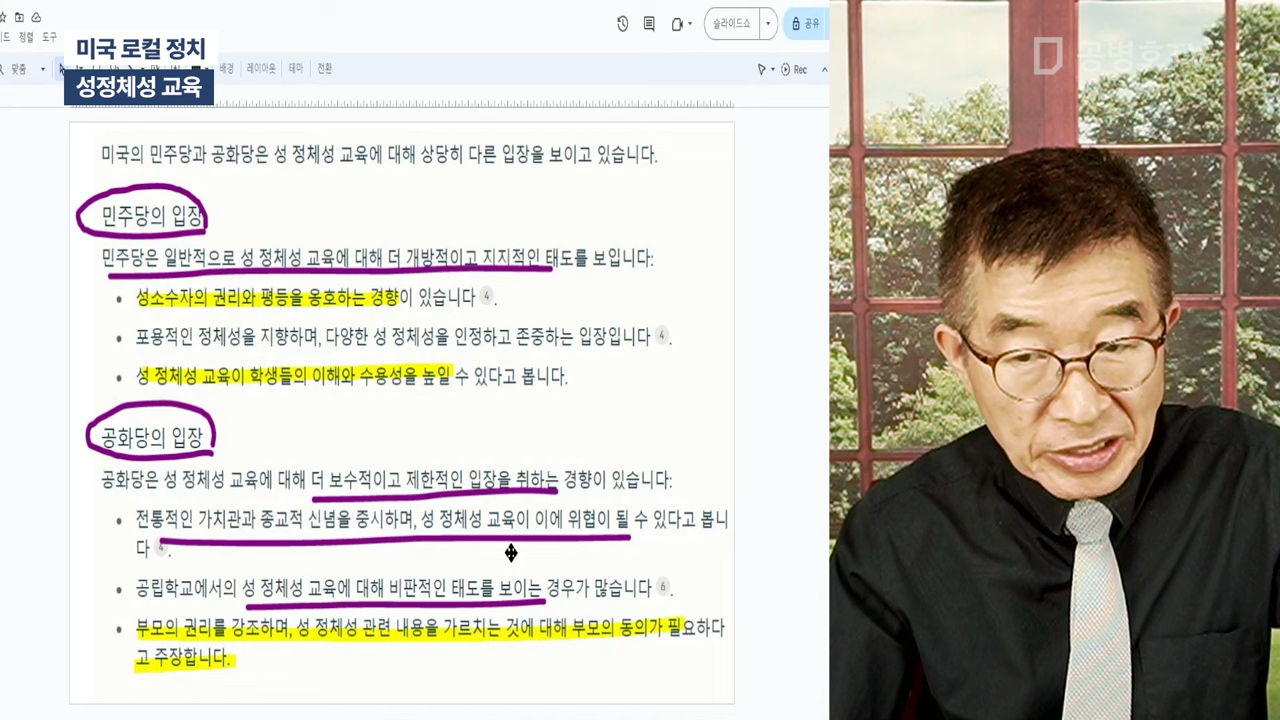 미국 로컬 정치
성정체성 교육
정렬 도구
슬라이드쇼
공유
맞춤
배경 레이아웃 테마 전환
Rec
공병호TV
미국의 민주당과 공화당은 성 정체성 교육에 대해 상당히 다른 입장을 보이고 있습니다.
민주당의 입장
민주당은 일반적으로 성 정체성 교육에 대해 더 개방적이고 지지적인 태도를 보입니다:
• 성소수자의 권리와 평등을 옹호하는 경향이 있습니다 4.
• 포용적인 정체성을 지향하며, 다양한 성 정체성을 인정하고 존중하는 입장입니다 4.
• 성 정체성 교육이 학생들의 이해와 수용성을 높일 수 있다고 봅니다.
공화당의 입장
공화당은 성 정체성 교육에 대해 더 보수적이고 제한적인 입장을 취하는 경향이 있습니다:
• 전통적인 가치관과 종교적 신념을 중시하며, 성 정체성 교육이 이에 위협이 될 수 있다고 봅니
다 4.
• 공립학교에서의 성 정체성 교육에 대해 비판적인 태도를 보이는 경우가 많습니다 6.
• 부모의 권리를 강조하며, 성 정체성 관련 내용을 가르치는 것에 대해 부모의 동의가 필요하다
고 주장합니다.